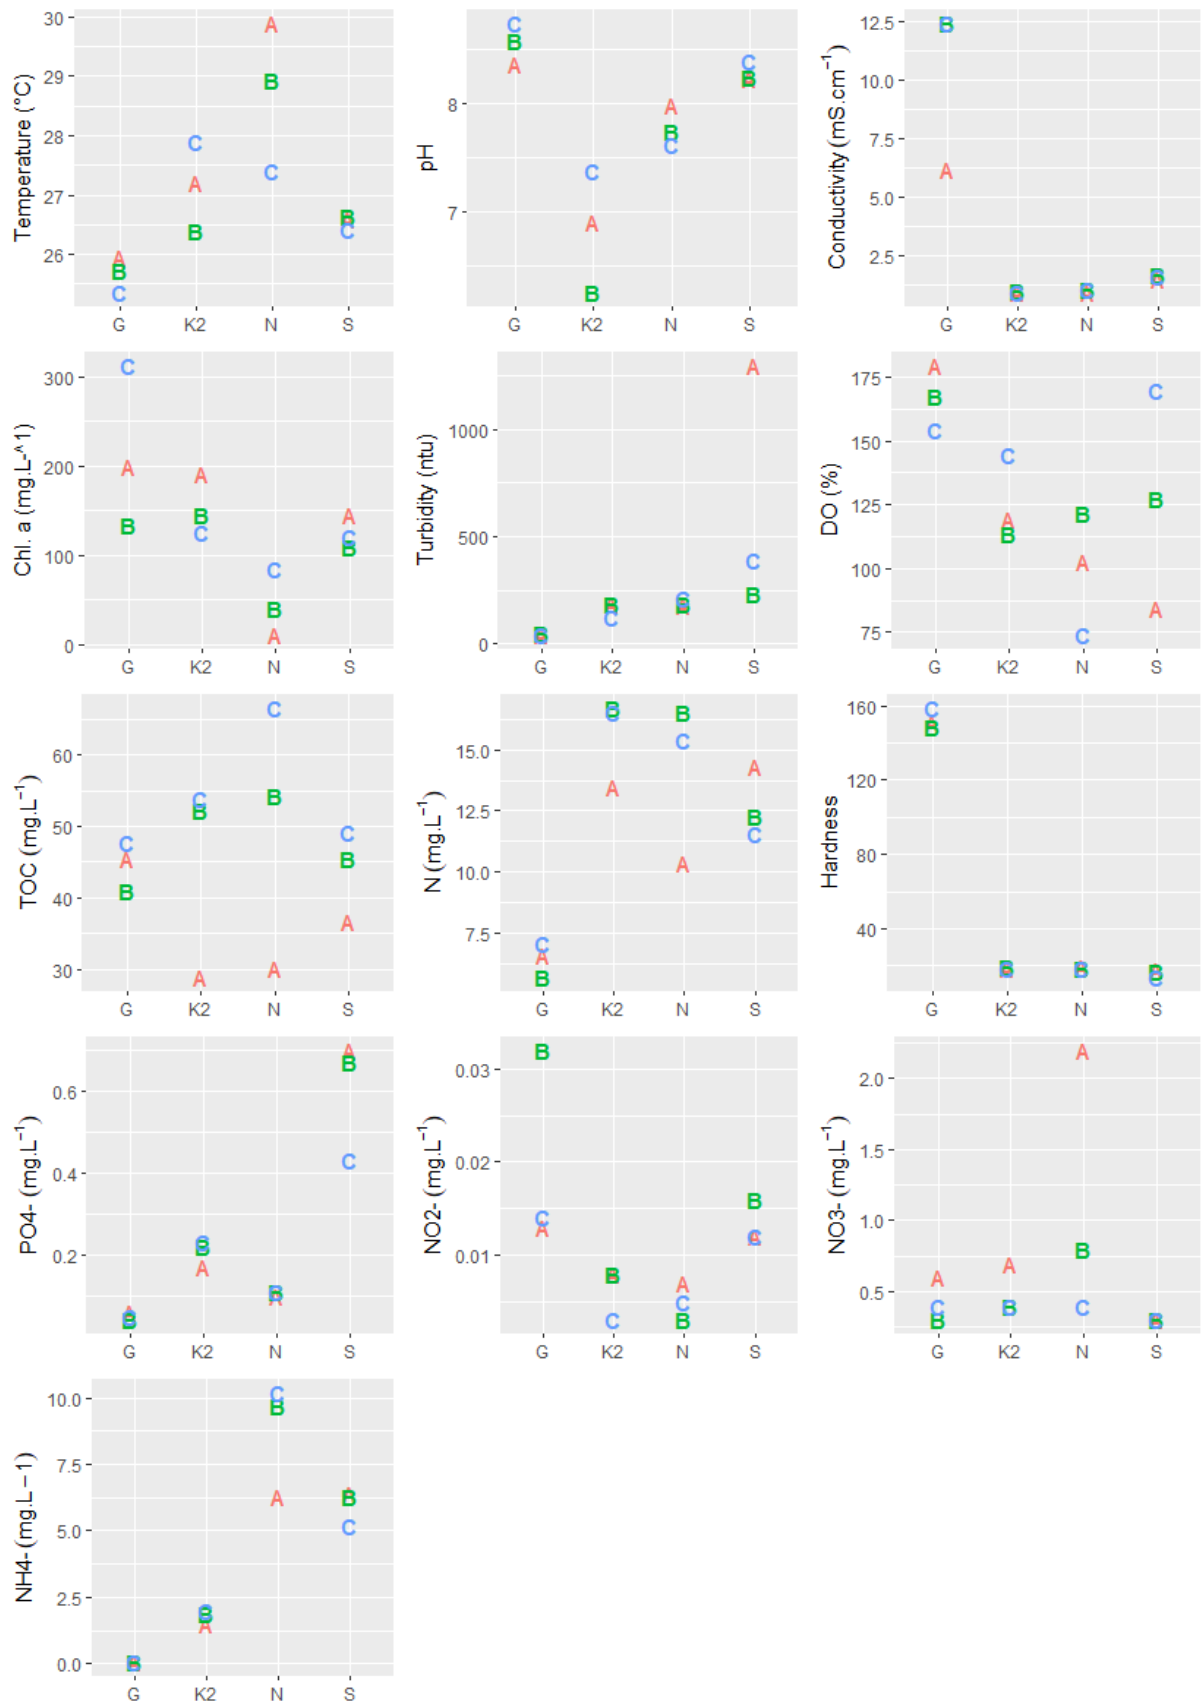 Temperature (°C)
30
29
28
27
26
A
B
C
C
A
B
A
B
C
B
A
C
G K2 N S
pH
8
7
C
B
A
C
A
B
A
B
C
C
A
B
G K2 N S
Conductivity (mS.cm⁻¹)
12.5
10.0
7.5
5.0
2.5
B
C
A
B
A
C
B
A
C
B
A
C
G K2 N S
Chl. a (mg.L-^1)
300
200
100
0
C
A
B
A
B
C
C
B
A
A
C
B
G K2 N S
Turbidity (ntu)
1000
500
0
A
B
C
A
B
C
A
B
C
A
C
B
G K2 N S
DO (%)
175
150
125
100
75
A
B
C
C
A
B
B
A
C
C
B
A
G K2 N S
TOC (mg.L⁻¹)
60
50
40
30
C
A
B
C
B
A
C
B
A
C
B
A
G K2 N S
N (mg.L⁻¹)
15.0
12.5
10.0
7.5
C
A
B
B
C
A
B
C
A
A
B
C
G K2 N S
Hardness
160
120
80
40
C
A
B
A
B
C
A
B
C
A
B
C
G K2 N S
PO4- (mg.L⁻¹)
0.6
0.4
0.2
A
B
C
C
B
A
A
B
C
A
B
C
G K2 N S
NO2- (mg.L⁻¹)
0.03
0.02
0.01
B
C
A
A
B
C
A
C
B
B
A
C
G K2 N S
NO3- (mg.L⁻¹)
2.0
1.5
1.0
0.5
A
C
B
A
B
C
A
B
C
A
B
C
G K2 N S
NH4- (mg.L−1)
10.0
7.5
5.0
2.5
0.0
A
B
C
C
B
A
C
B
A
A
B
C
G K2 N S